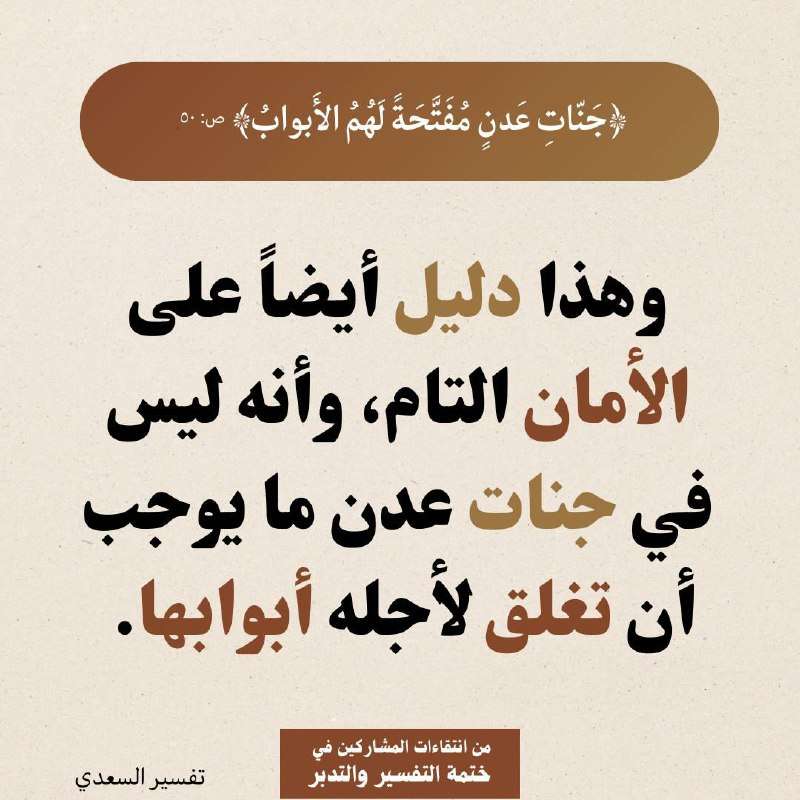 ﴿جَنّاتِ عَدنٍ مُفَتَّحَةً لَهُمُ الأَبوابُ﴾ ص: ٥٠
وهذا دليل أيضاً على
الأمان التام، وأنه ليس
في جنات عدن ما يوجب
أن تغلق لأجله أبوابها.
من انتقاءات المشاركين في
ختمة التفسير والتدبر
تفسير السعدي